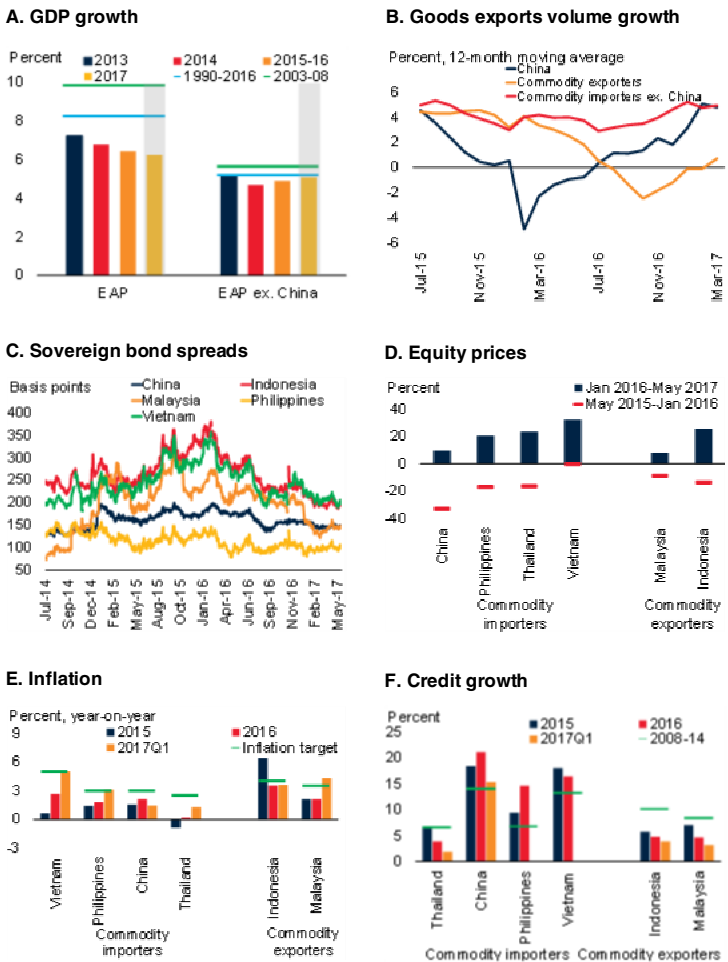 A. GDP growth
Percent
2013
2014
2015-16
2017
1990-2016
2003-08
10
8
6
4
2
0
EAP
EAP ex. China
B. Goods exports volume growth
Percent, 12-month moving average
China
Commodity exporters
Commodity importers ex. China
6
4
2
0
-2
-4
-6
Jul-15
Nov-15
Mar-16
Jul-16
Nov-16
Mar-17
C. Sovereign bond spreads
Basis points
China
Indonesia
Malaysia
Philippines
Vietnam
400
350
300
250
200
150
100
50
Jul-14
Sep-14
Dec-14
Feb-15
May-15
Aug-15
Oct-15
Jan-16
Apr-16
Jun-16
Sep-16
Nov-16
Feb-17
May-17
D. Equity prices
Percent
Jan 2016-May 2017
May 2015-Jan 2016
40
20
0
-20
-40
China
Philippines
Thailand
Vietnam
Malaysia
Indonesia
Commodity
importers
Commodity
exporters
E. Inflation
Percent, year-on-year
2015
2016
2017Q1
Inflation target
9
6
3
0
-3
Vietnam
Philippines
China
Thailand
Indonesia
Malaysia
Commodity
importers
Commodity
exporters
F. Credit growth
Percent
2015
2016
2017Q1
2008-14
25
20
15
10
5
0
Thailand
China
Philippines
Vietnam
Indonesia
Malaysia
Commodity importers
Commodity exporters